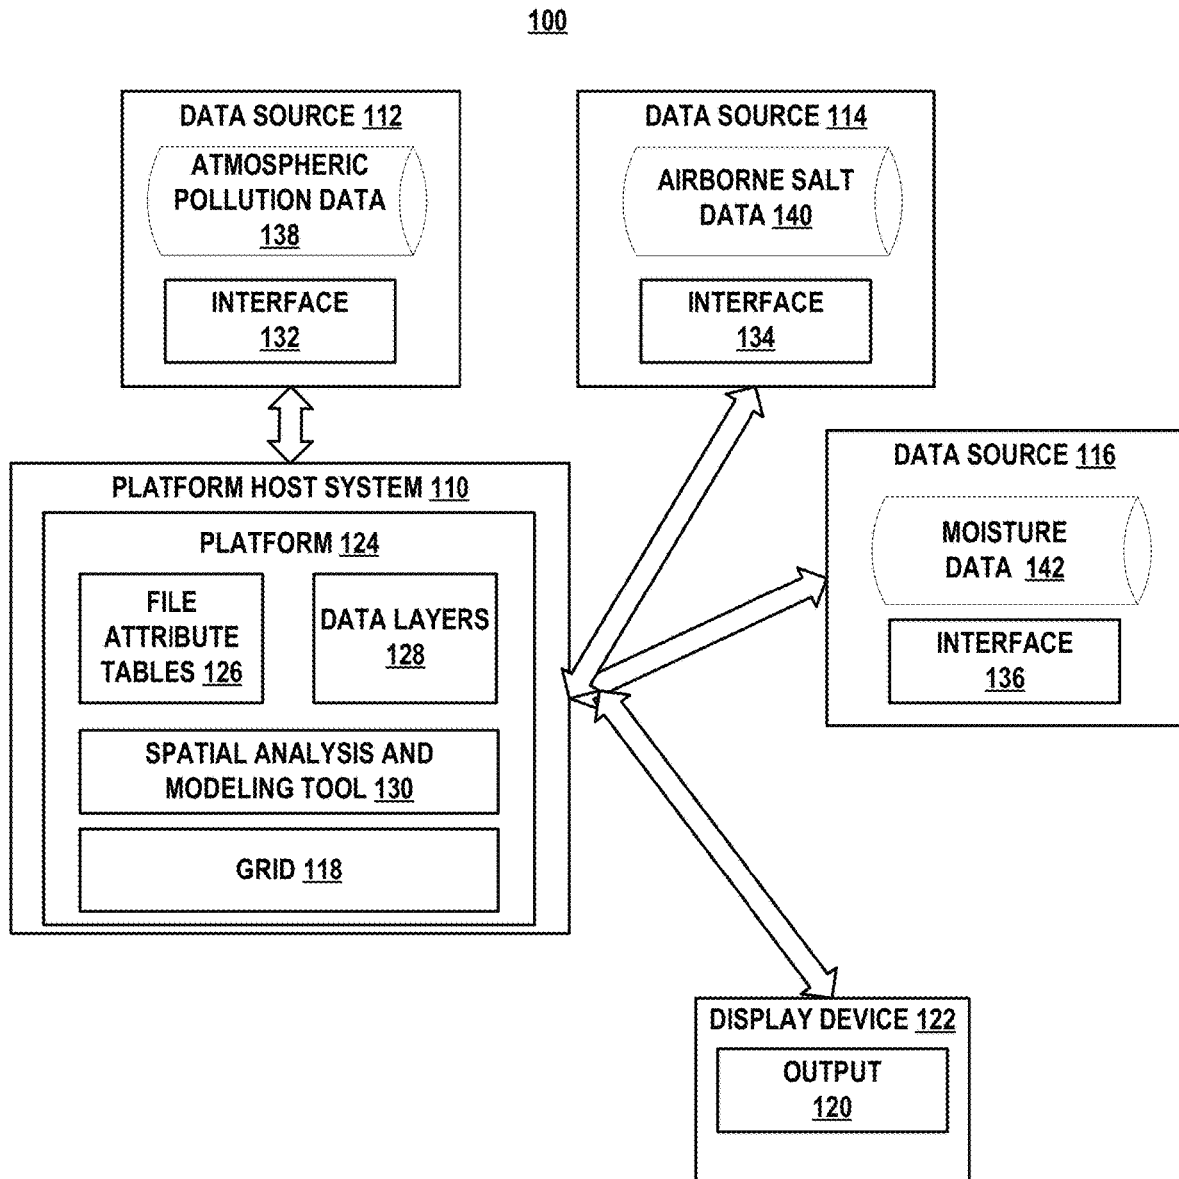 100
DATA SOURCE 112
ATMOSPHERIC
POLLUTION DATA
138
INTERFACE
132
DATA SOURCE 114
AIRBORNE SALT
DATA 140
INTERFACE
134
DATA SOURCE 116
MOISTURE
DATA 142
INTERFACE
136
PLATFORM HOST SYSTEM 110
PLATFORM 124
FILE
ATTRIBUTE
TABLES 126
DATA LAYERS
128
SPATIAL ANALYSIS AND
MODELING TOOL 130
GRID 118
DISPLAY DEVICE 122
OUTPUT
120